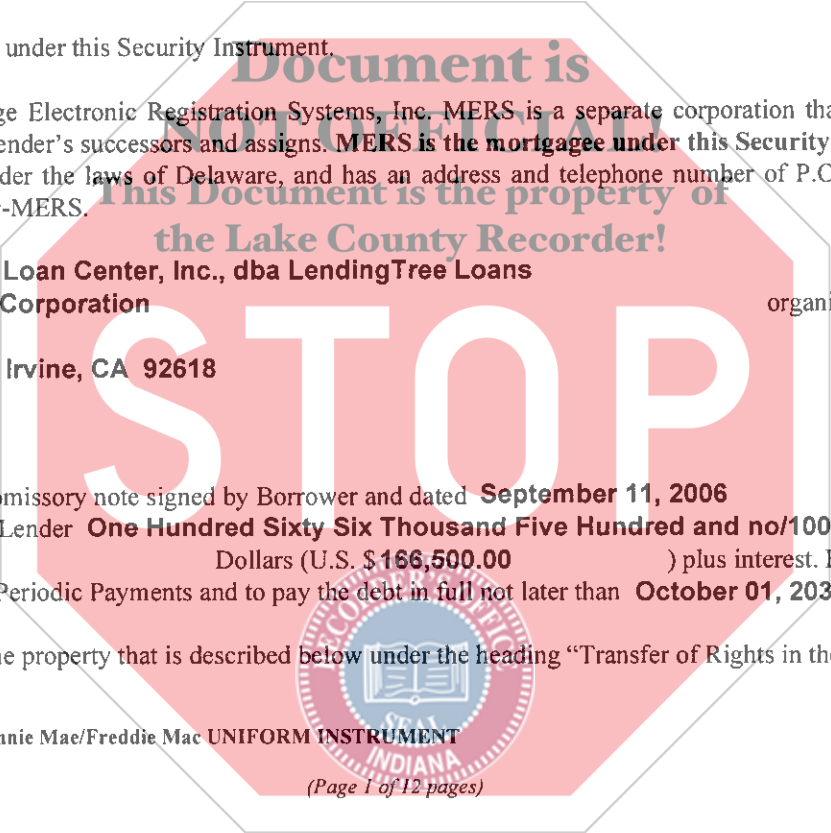 under this Security Instrument.
Document is
ge Electronic Registration Systems, Inc. MERS is a separate corporation tha
NOT OFFICIAL!
ender's successors and assigns. MERS is the mortgagee under this Security
der the laws of Delaware, and has an address and telephone number of P.O
This Document is the property of
-MERS.
the Lake County Recorder!
Loan Center, Inc., dba LendingTree Loans
Corporation organi
STOP
Irvine, CA 92618
omissory note signed by Borrower and dated September 11, 2006
Lender One Hundred Sixty Six Thousand Five Hundred and no/100
Dollars (U.S. $166,500.00 ) plus interest.
Periodic Payments and to pay the debt in full not later than October 01, 203
RECORDER'S OFFICE
ne property that is described below under the heading “Transfer of Rights in the
SEAL
nnie Mae/Freddie Mac UNIFORM INSTRUMENT
INDIANA
(Page 1 of 12 pages)